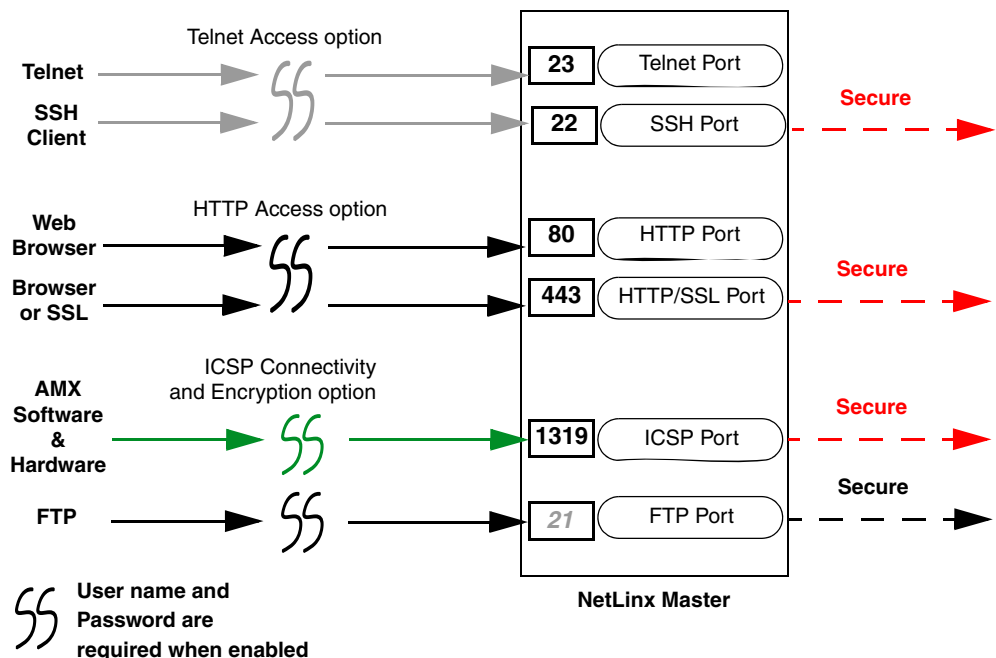 Telnet Access option
Telnet
23
Telnet Port
SSH
Client
22
SSH Port
Secure
HTTP Access option
Web
Browser
80
HTTP Port
Browser
or SSL
443
HTTP/SSL Port
Secure
ICSP Connectivity
and Encryption option
AMX
Software
&
Hardware
1319
ICSP Port
Secure
FTP
21
FTP Port
Secure
User name and
Password are
required when enabled
NetLinx Master